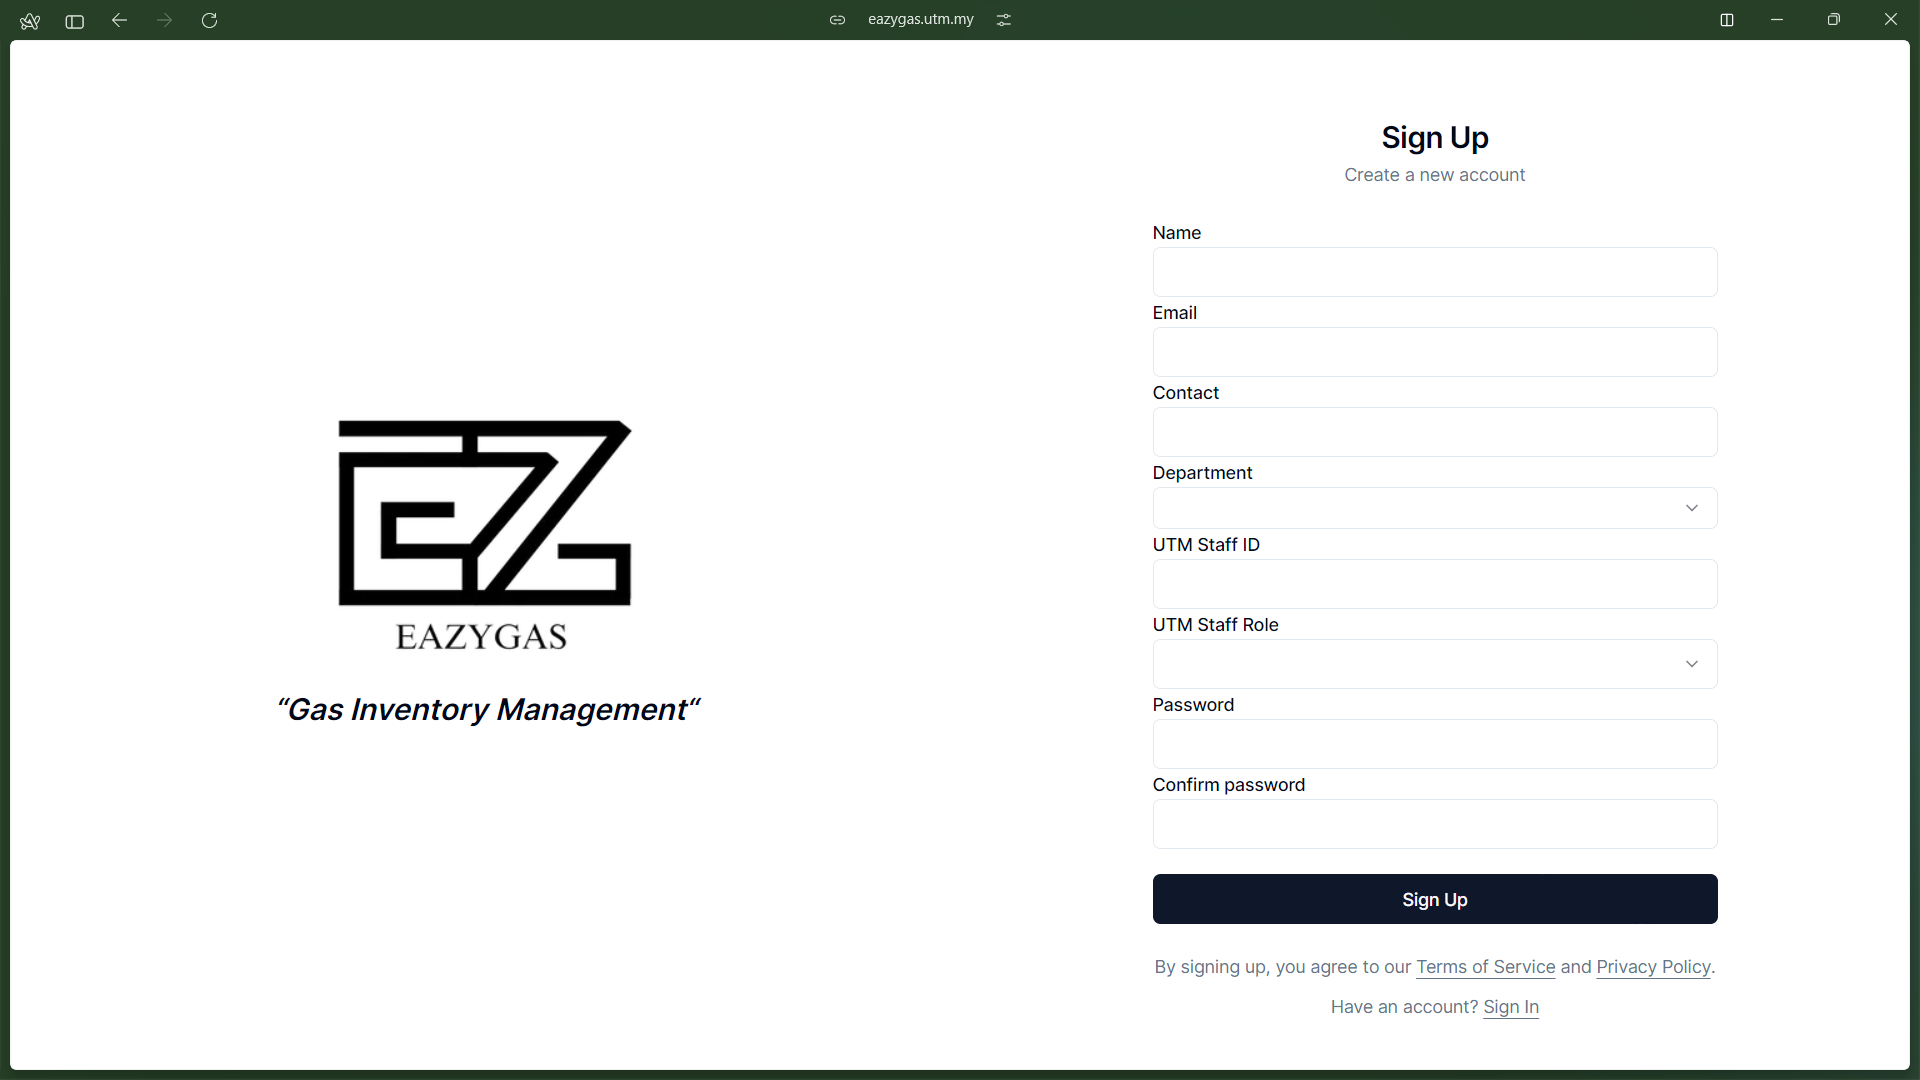 eazygas.utm.my
EZ
EAZYGAS
“Gas Inventory Management“
Sign Up
Create a new account
Name
Email
Contact
Department
UTM Staff ID
UTM Staff Role
Password
Confirm password
Sign Up
By signing up, you agree to our Terms of Service and Privacy Policy.
Have an account? Sign In